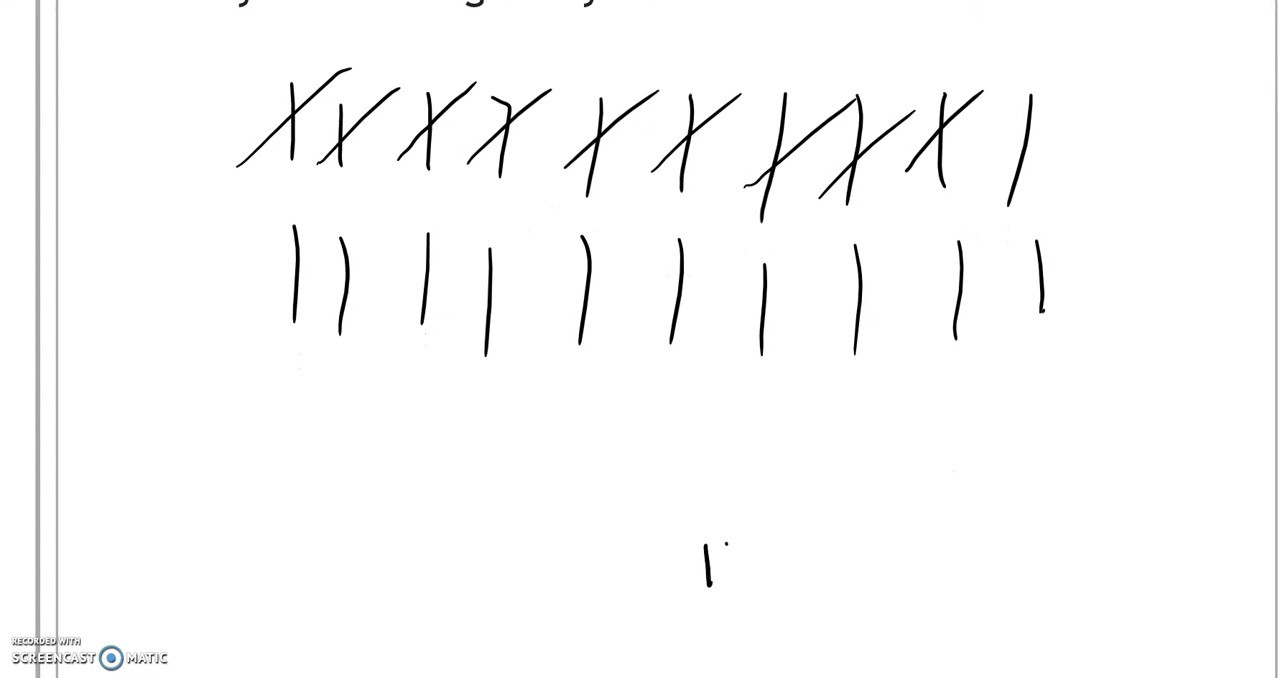 | | | | | | | | | |
| | | | | | | | | |
|
RECORDED WITH
SCREENCAST MATIC